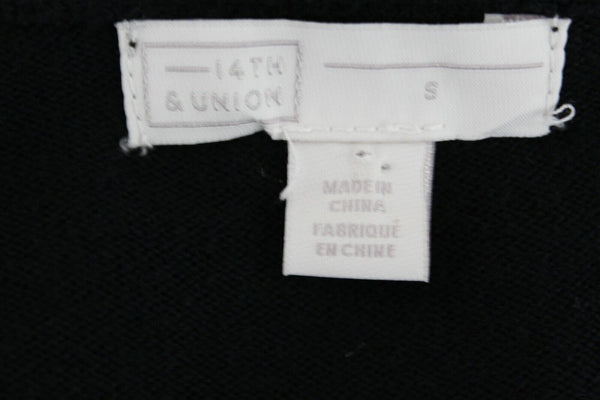 14TH
& UNION
S
MADE IN
CHINA
FABRIQUÉ
EN CHINE